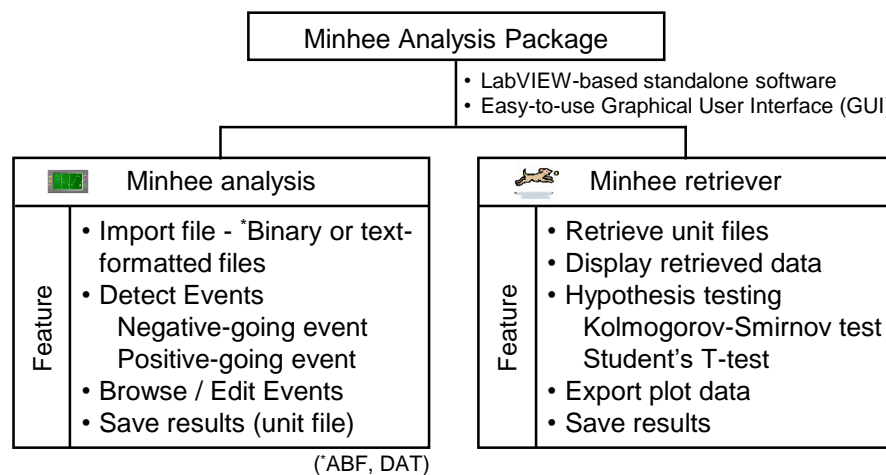 Minhee Analysis Package
• LabVIEW-based standalone software
• Easy-to-use Graphical User Interface (GUI)
Minhee analysis
Feature
• Import file - *Binary or text-
formatted files
• Detect Events
Negative-going event
Positive-going event
• Browse / Edit Events
• Save results (unit file)
(*ABF, DAT)
Minhee retriever
Feature
• Retrieve unit files
• Display retrieved data
• Hypothesis testing
Kolmogorov-Smirnov test
Student's T-test
• Export plot data
• Save results